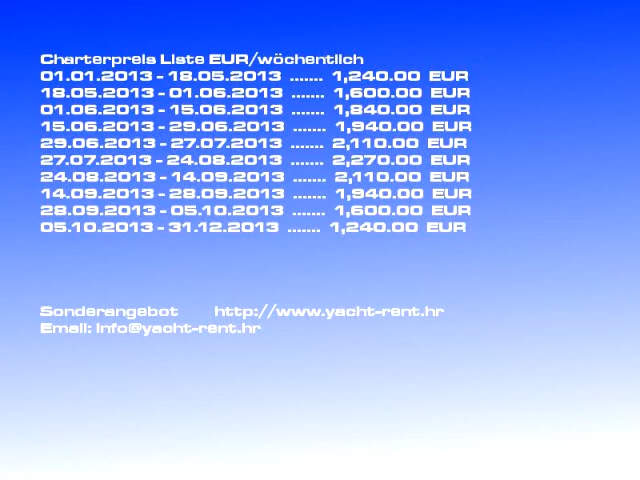 Charterpreis Liste EUR/wöchentlich
01.01.2013 - 18.05.2013 ....... 1,240.00 EUR
18.05.2013 - 01.06.2013 ....... 1,600.00 EUR
01.06.2013 - 15.06.2013 ....... 1,840.00 EUR
15.06.2013 - 29.06.2013 ....... 1,940.00 EUR
29.06.2013 - 27.07.2013 ....... 2,110.00 EUR
27.07.2013 - 24.08.2013 ....... 2,270.00 EUR
24.08.2013 - 14.09.2013 ....... 2,110.00 EUR
14.09.2013 - 28.09.2013 ....... 1,940.00 EUR
28.09.2013 - 05.10.2013 ....... 1,600.00 EUR
05.10.2013 - 31.12.2013 ....... 1,240.00 EUR
Sonderangebot http://www.yacht-rent.hr
Email: info@yacht-rent.hr